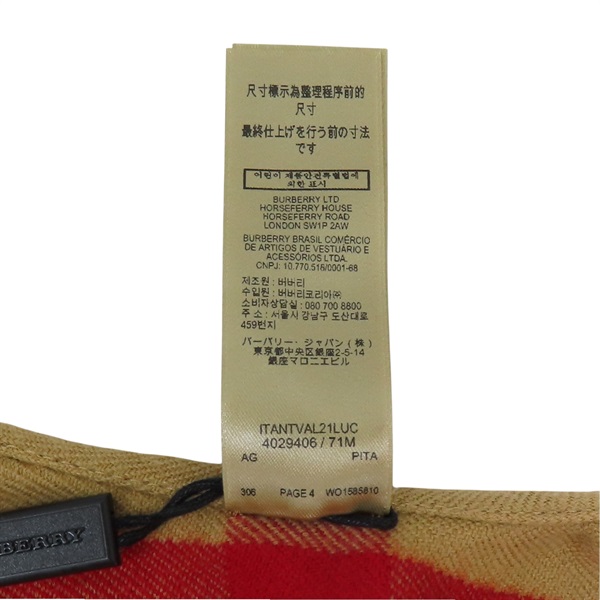 尺寸標示為整理程序前的
尺寸
最終仕上げを行う前の寸法
です
어린이 제품안전특별법에
의한 표시
BURBERRY LTD
HORSEFERRY HOUSE
HORSEFERRY ROAD
LONDON SW1P 2AW
BURBERRY BRASIL COMÉRCIO
DE ARTIGOS DE VESTUÁRIO E
ACESSÓRIOS LTDA.
CNPJ: 10.770.516/0001-68
제조원 : 버버리
수입원 : 버버리코리아㈜
소비자상담실 : 080 700 8800
주 소 : 서울시 강남구 도산대로
459번지
バーバリー・ジャパン(株)
東京都中央区銀座2-5-14
銀座マロニエビル
ITANTVAL21LUC
4029406 / 71M
AG PITA
306 PAGE 4 WO1585810
BERRY